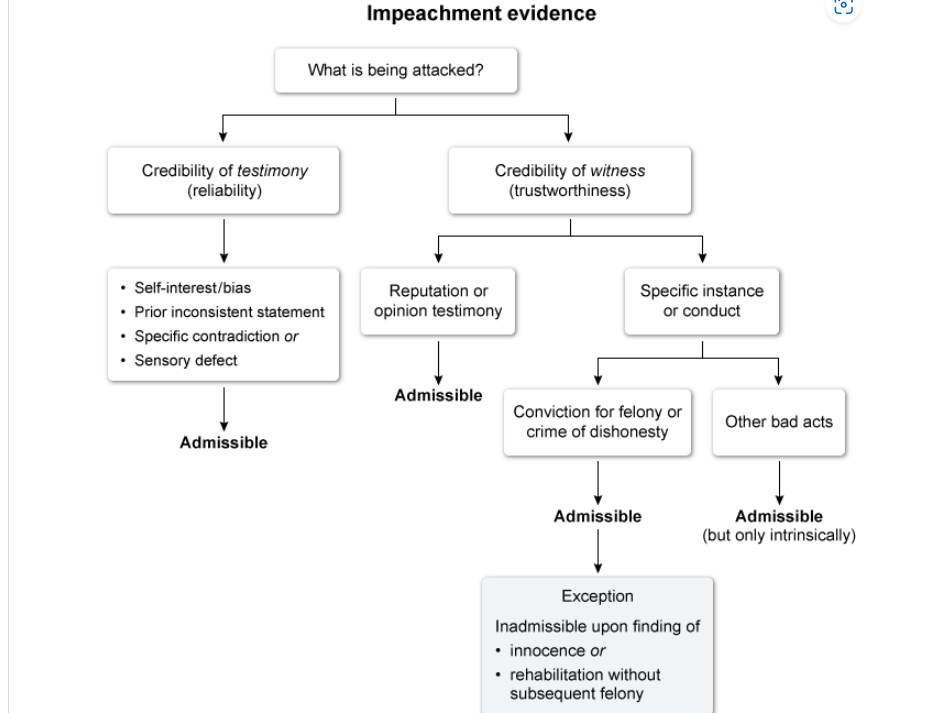 Impeachment evidence
What is being attacked?
Credibility of testimony
(reliability)
Credibility of witness
(trustworthiness)
• Self-interest/bias
• Prior inconsistent statement
• Specific contradiction or
• Sensory defect
Admissible
Reputation or
opinion testimony
Admissible
Specific instance
or conduct
Conviction for felony or
crime of dishonesty
Admissible
Other bad acts
Admissible
(but only intrinsically)
Exception
Inadmissible upon finding of
• innocence or
• rehabilitation without
subsequent felony